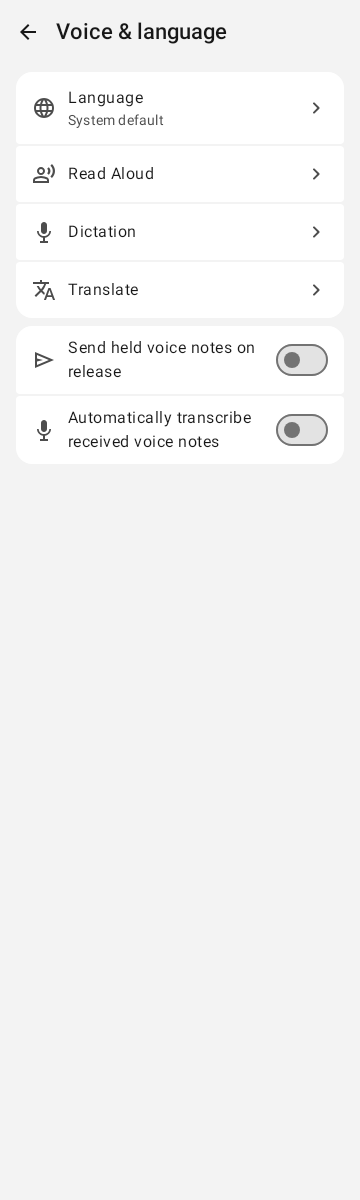 Voice & language
Language
System default
Read Aloud
Dictation
Translate
Send held voice notes on
release
Automatically transcribe
received voice notes